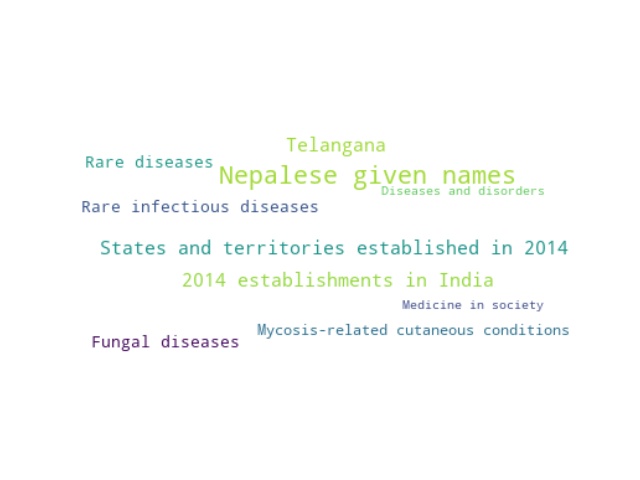 Telangana
Rare diseases
Nepalese given names
Diseases and disorders
Rare infectious diseases
States and territories established in 2014
2014 establishments in India
Medicine in society
Mycosis-related cutaneous conditions
Fungal diseases